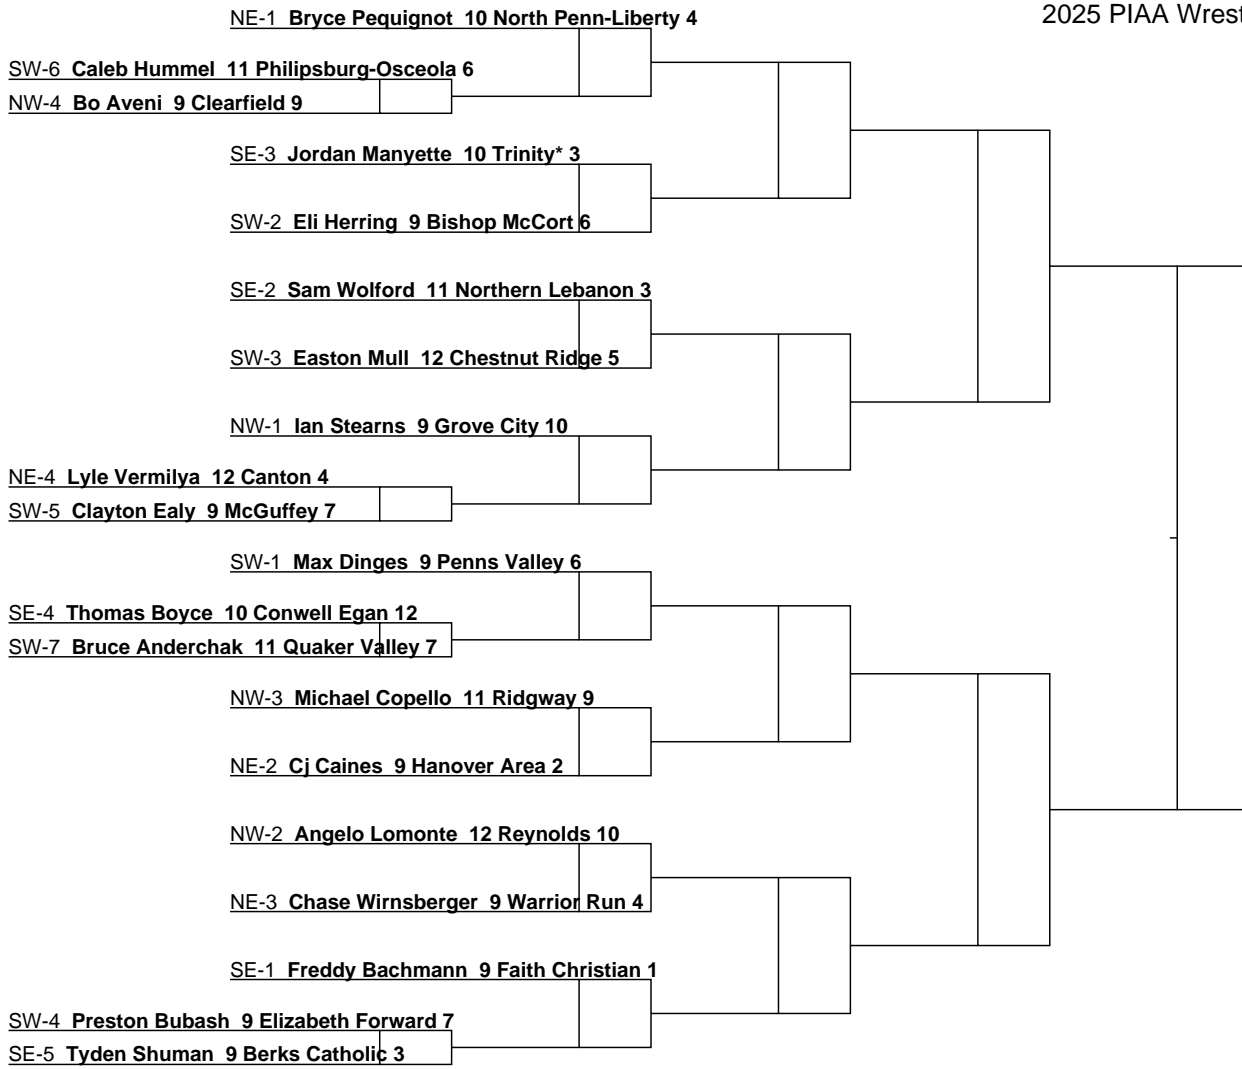 2025 PIAA Wrest
NE-1 Bryce Pequignot 10 North Penn-Liberty 4
SW-6 Caleb Hummel 11 Philipsburg-Osceola 6
NW-4 Bo Aveni 9 Clearfield 9
SE-3 Jordan Manyette 10 Trinity* 3
SW-2 Eli Herring 9 Bishop McCort 6
SE-2 Sam Wolford 11 Northern Lebanon 3
SW-3 Easton Mull 12 Chestnut Ridge 5
NW-1 Ian Stearns 9 Grove City 10
NE-4 Lyle Vermilya 12 Canton 4
SW-5 Clayton Ealy 9 McGuffey 7
SW-1 Max Dinges 9 Penns Valley 6
SE-4 Thomas Boyce 10 Conwell Egan 12
SW-7 Bruce Anderchak 11 Quaker Valley 7
NW-3 Michael Copello 11 Ridgway 9
NE-2 Cj Caines 9 Hanover Area 2
NW-2 Angelo Lomonte 12 Reynolds 10
NE-3 Chase Wirnsberger 9 Warrior Run 4
SE-1 Freddy Bachmann 9 Faith Christian 1
SW-4 Preston Bubash 9 Elizabeth Forward 7
SE-5 Tyden Shuman 9 Berks Catholic 3